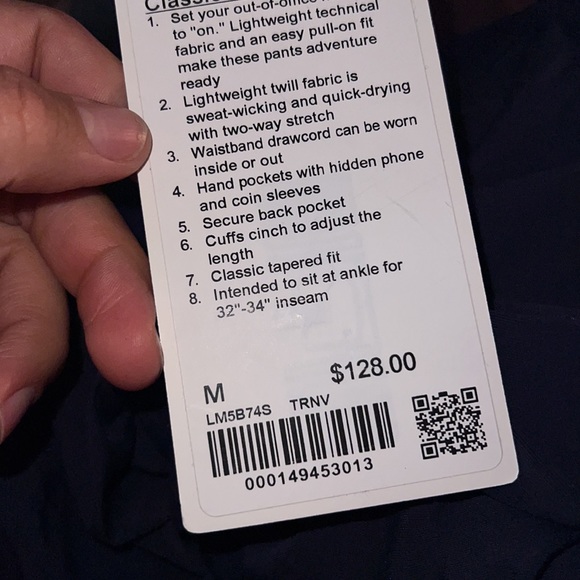 Classic
1. Set your out-of-office
to "on." Lightweight technical
fabric and an easy pull-on fit
make these pants adventure
ready
2. Lightweight twill fabric is
sweat-wicking and quick-drying
with two-way stretch
3. Waistband drawcord can be worn
inside or out
4. Hand pockets with hidden phone
and coin sleeves
5. Secure back pocket
6. Cuffs cinch to adjust the
length
7. Classic tapered fit
8. Intended to sit at ankle for
32"-34" inseam
M $128.00
LM5B74S TRNV
000149453013